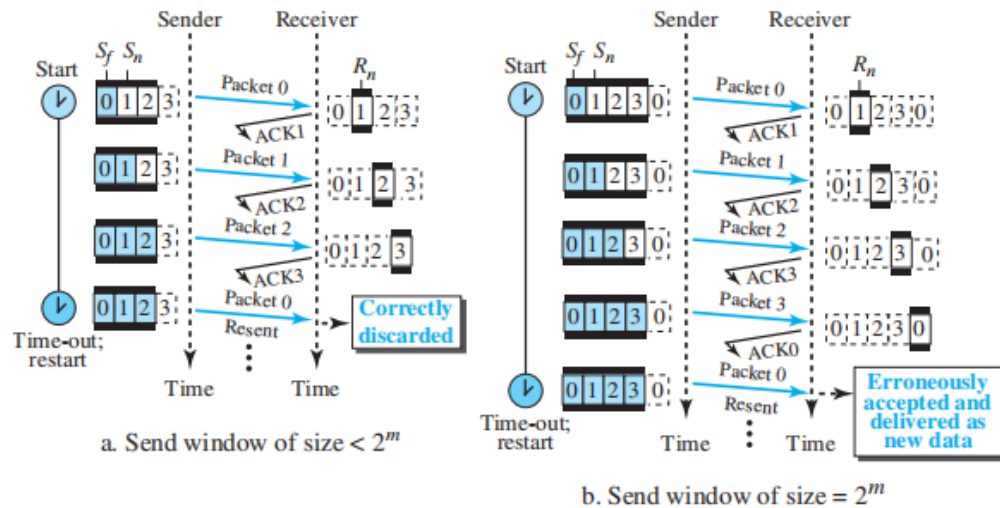 Sender Receiver
Start
Sf Sn
Rn
0 1 2 3
Packet 0
0 1 2 3
ACK1
0 1 2 3
Packet 1
0 1 2 3
ACK2
0 1 2 3
Packet 2
0 1 2 3
ACK3
0 1 2 3
Packet 0
Resent
Correctly
discarded
Time-out;
restart
Time Time
a. Send window of size < 2^m
Sender Receiver
Start
Sf Sn
Rn
0 1 2 3 0
Packet 0
0 1 2 3 0
ACK1
0 1 2 3 0
Packet 1
0 1 2 3 0
ACK2
0 1 2 3 0
Packet 2
0 1 2 3 0
ACK3
0 1 2 3 0
Packet 3
0 1 2 3 0
ACK0
0 1 2 3 0
Packet 0
Resent
Erroneously
accepted and
delivered as
new data
Time-out;
restart
Time Time
b. Send window of size = 2^m